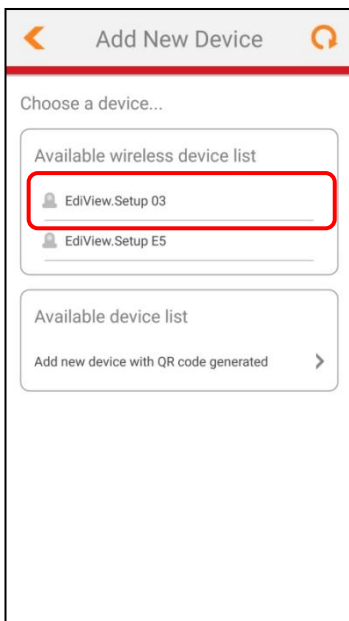 Add New Device
Choose a device...
Available wireless device list
EdiView.Setup 03
EdiView.Setup E5
Available device list
Add new device with QR code generated